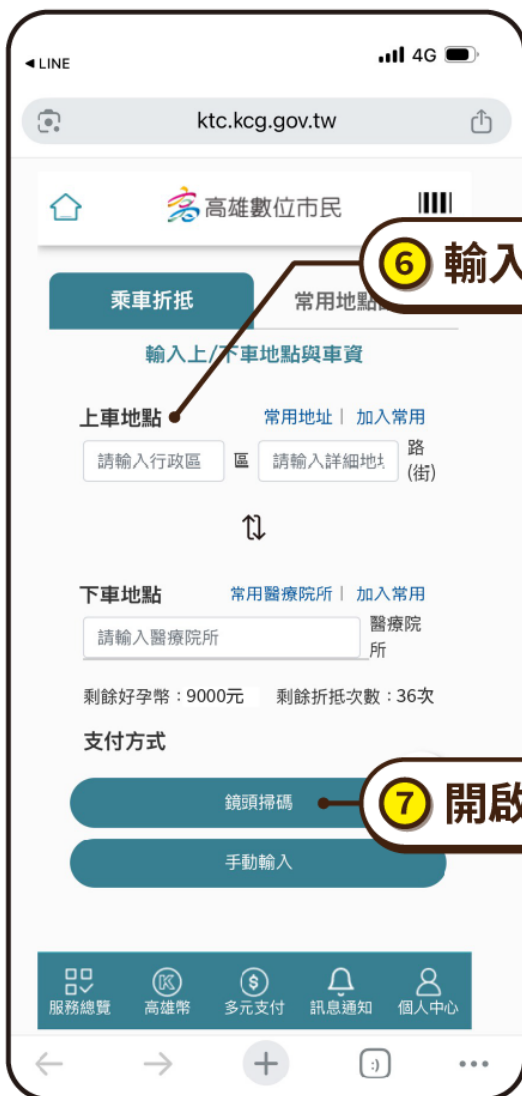 ◀ LINE 4G
ktc.kcg.gov.tw
高雄數位市民
6 輸入
乘車折抵 常用地點
輸入上/下車地點與車資
上車地點 常用地址| 加入常用
請輸入行政區 區 請輸入詳細地址 路
(街)
下車地點 常用醫療院所| 加入常用
請輸入醫療院所 醫療院
所
剩餘好孕幣：9000元 剩餘折抵次數：36次
支付方式
鏡頭掃碼
7 開啟
手動輸入
服務總覽 高雄幣 多元支付 訊息通知 個人中心